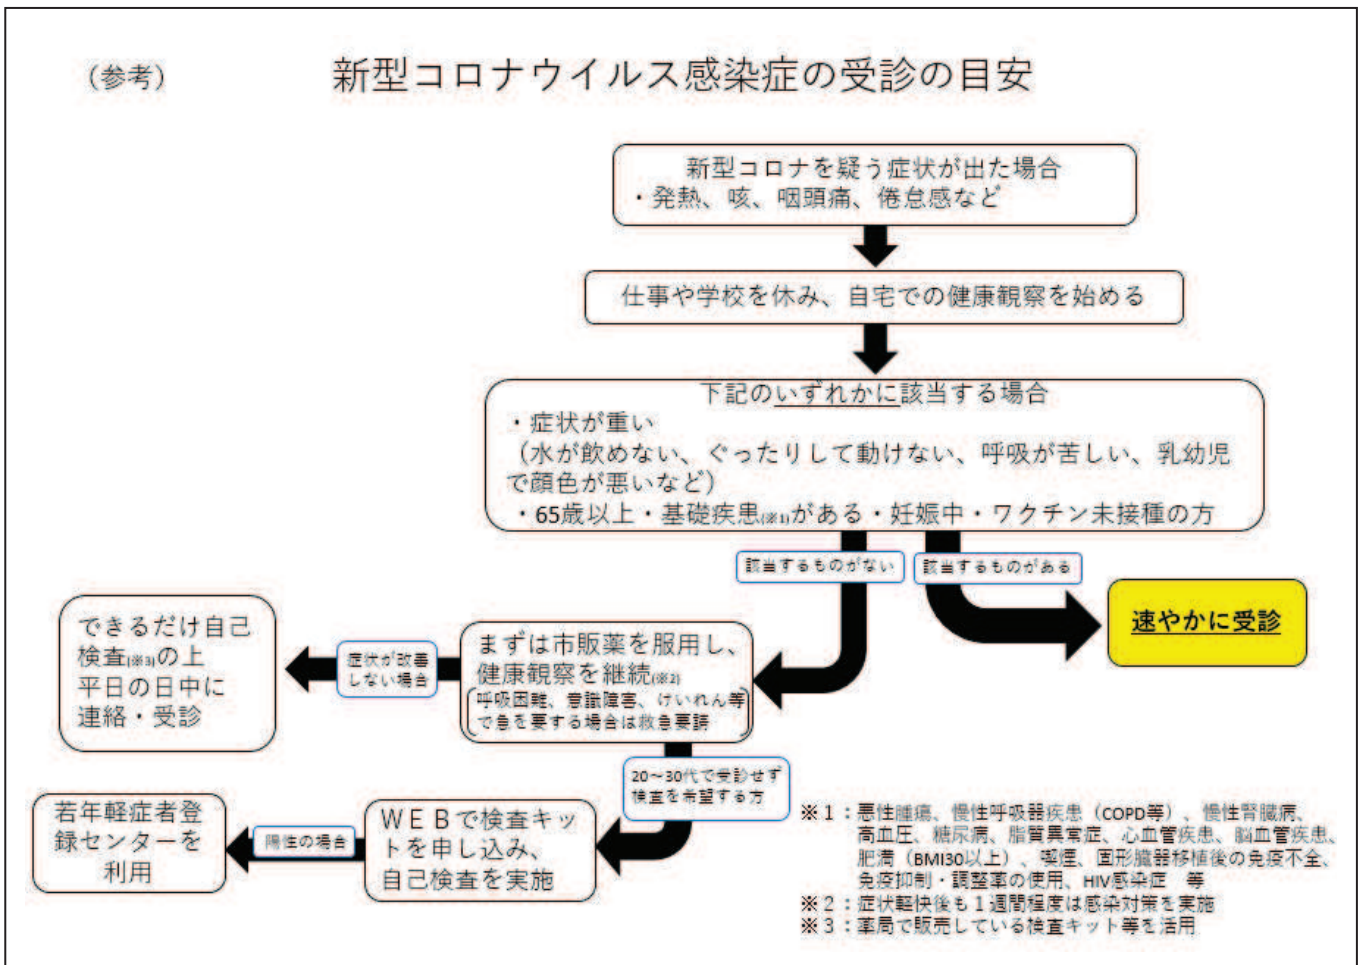 （参考）
新型コロナウイルス感染症の受診の目安
新型コロナを疑う症状が出た場合
・発熱、咳、咽頭痛、倦怠感など
仕事や学校を休み、自宅での健康観察を始める
下記のいずれかに該当する場合
・症状が重い
（水が飲めない、ぐったりして動けない、呼吸が苦しい、乳幼児
で顔色が悪いなど）
・65歳以上・基礎疾患(※1)がある・妊娠中・ワクチン未接種の方
該当するものがない
該当するものがある
速やかに受診
まずは市販薬を服用し、
健康観察を継続(※2)
呼吸困難、意識障害、けいれん等
で急を要する場合は救急要請
症状が改善
しない場合
できるだけ自己
検査(※3)の上
平日の日中に
連絡・受診
20～30代で受診せず
検査を希望する方
ＷＥＢで検査キッ
トを申し込み、
自己検査を実施
陽性の場合
若年軽症者登
録センターを
利用
※１：悪性腫瘍、慢性呼吸器疾患（COPD等）、慢性腎臓病、
高血圧、糖尿病、脂質異常症、心血管疾患、脳血管疾患、
肥満（BMI30以上）、喫煙、固形臓器移植後の免疫不全、
免疫抑制・調整薬の使用、HIV感染症　等
※２：症状軽快後も１週間程度は感染対策を実施
※３：薬局で販売している検査キット等を活用